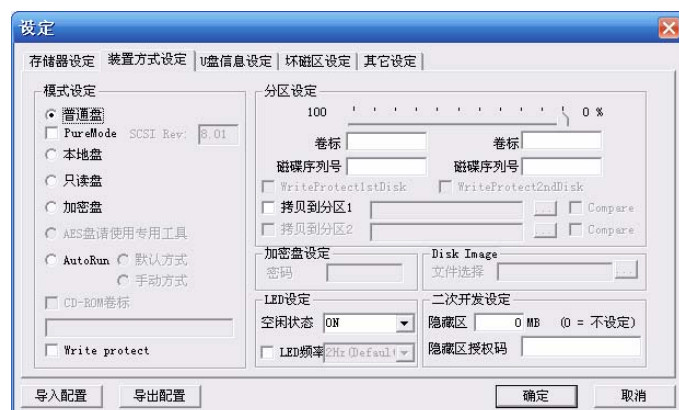 设定
存储器设定 装置方式设定 U盘信息设定 坏磁区设定 其它设定
模式设定
普通盘
PureMode SCSI Rev: 8.01
本地盘
只读盘
加密盘
AES盘请使用专用工具
AutoRun 默认方式
手动方式
CD-ROM卷标
Write protect
分区设定
100 0 %
卷标 卷标
磁碟序列号 磁碟序列号
WriteProtect1stDisk WriteProtect2ndDisk
拷贝到分区1 ... Compare
拷贝到分区2 ... Compare
加密盘设定
密码
Disk Image
文件选择 ...
LED设定
空闲状态 ON
LED频率 2Hz(Default
二次开发设定
隐藏区 0 MB (0 = 不设定)
隐藏区授权码
导入配置 导出配置 确定 取消